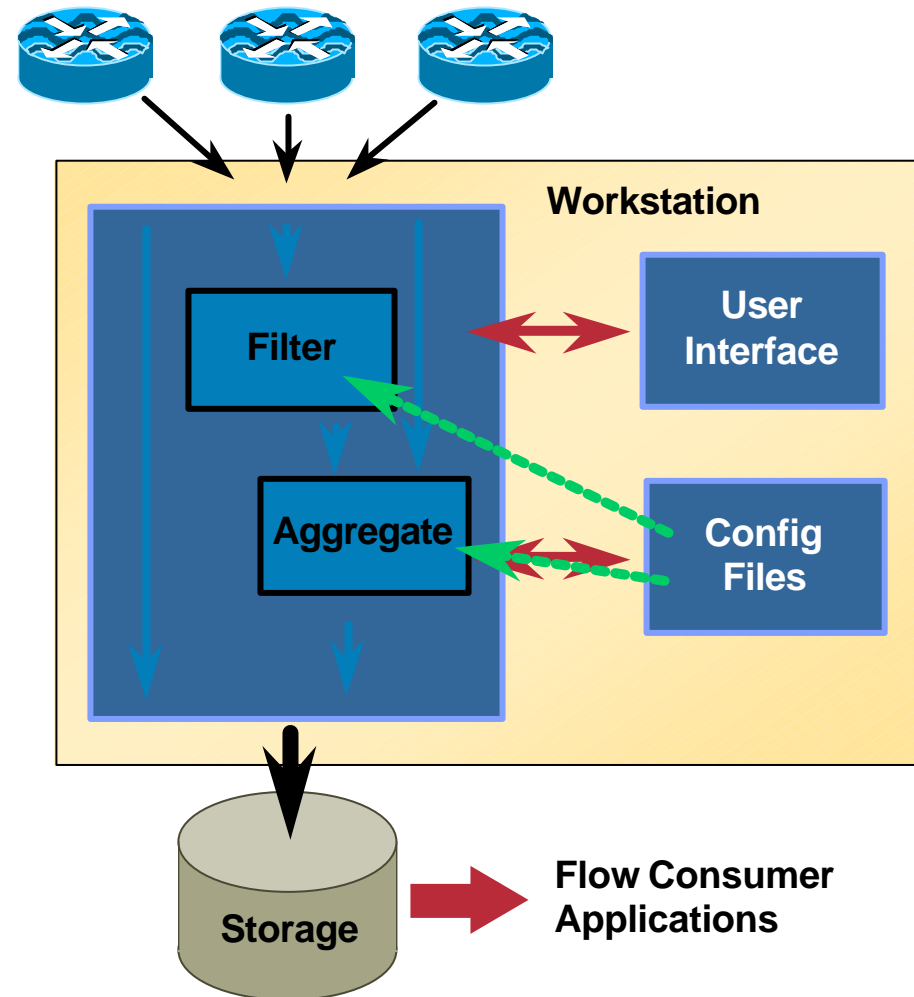 Workstation
User
Interface
Filter
Aggregate
Config
Files
Storage
Flow Consumer
Applications